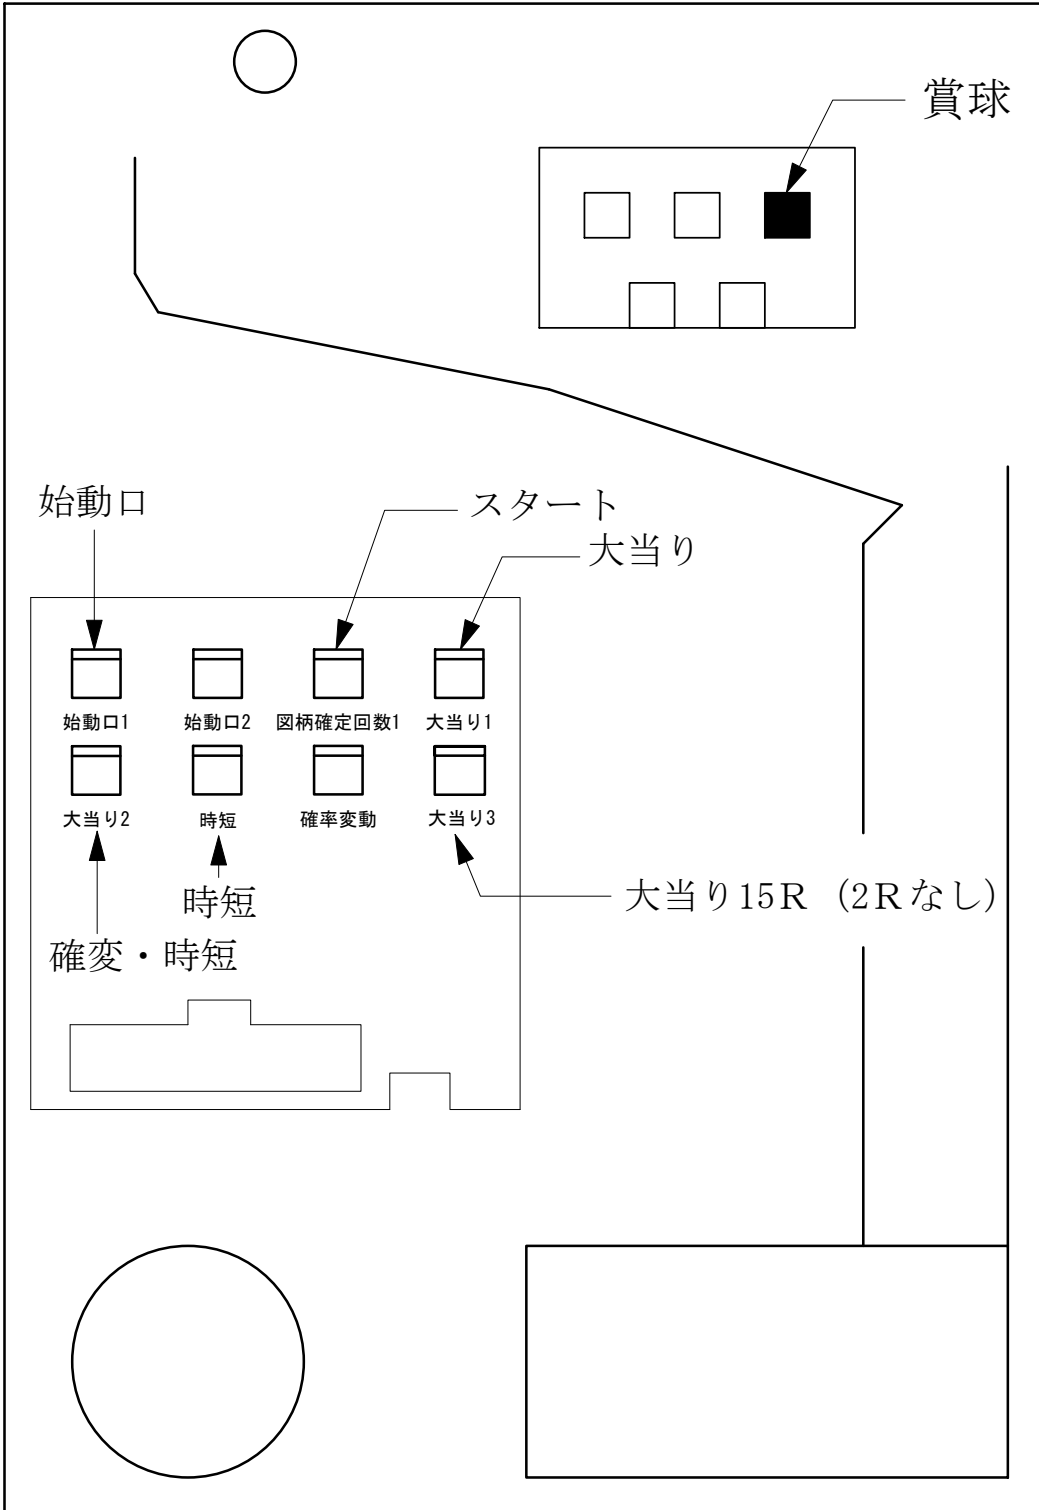 賞球
始動口
スタート
大当り
始動口1
始動口2
図柄確定回数1
大当り1
大当り2
時短
確率変動
大当り3
時短
大当り15R（2Rなし）
確変・時短